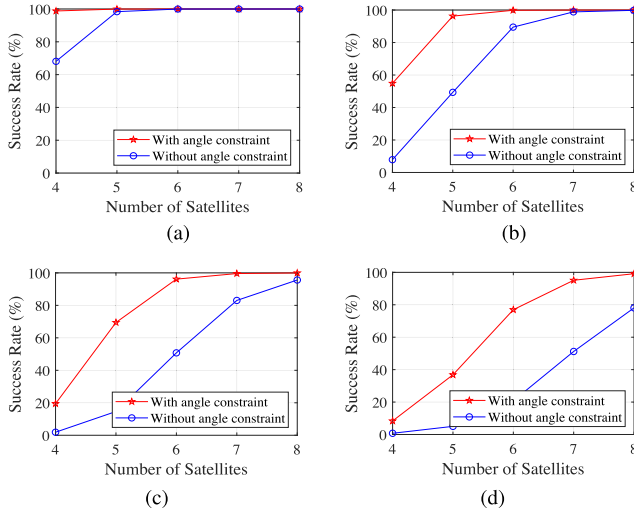 100
80
60
40
20
0
Success Rate (%)
With angle constraint
Without angle constraint
4 5 6 7 8
Number of Satellites
(a)
100
80
60
40
20
0
Success Rate (%)
With angle constraint
Without angle constraint
4 5 6 7 8
Number of Satellites
(b)
100
80
60
40
20
0
Success Rate (%)
With angle constraint
Without angle constraint
4 5 6 7 8
Number of Satellites
(c)
100
80
60
40
20
0
Success Rate (%)
With angle constraint
Without angle constraint
4 5 6 7 8
Number of Satellites
(d)